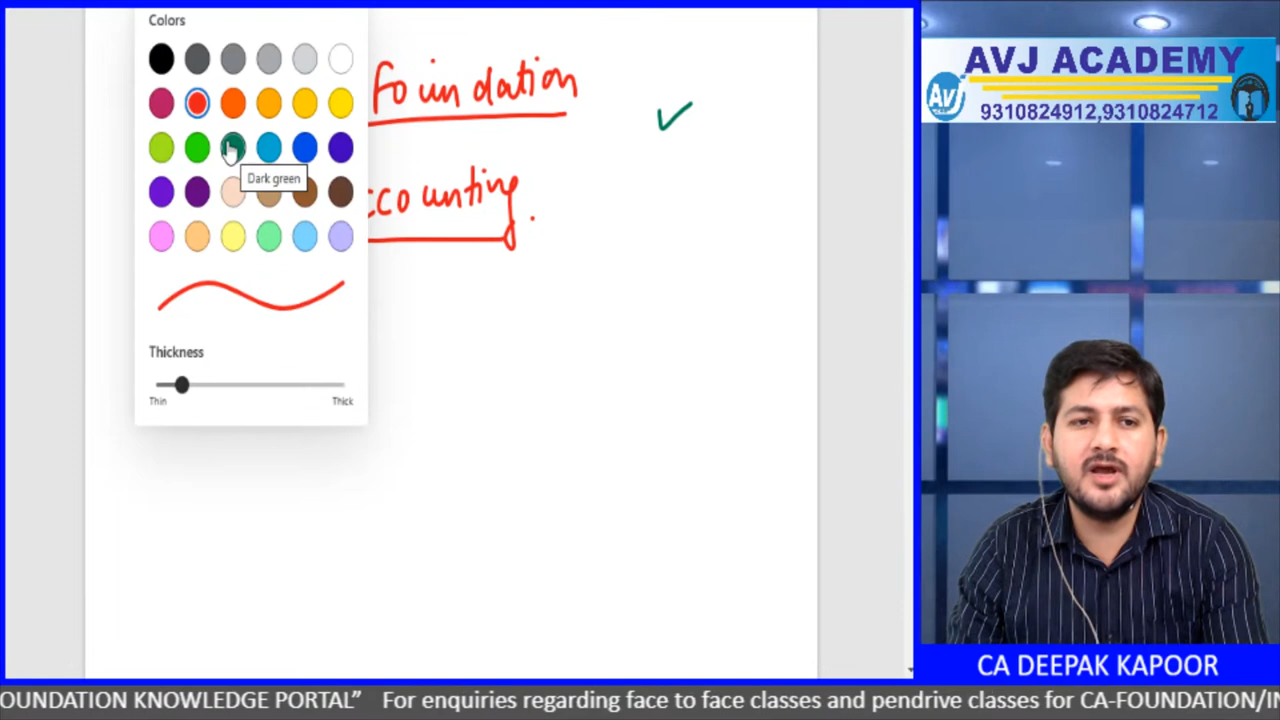 Colors
Foundation
ccounting
Dark green
Thickness
Thin
Thick
AVJ ACADEMY
AVJ
9310824912,9310824712
CA DEEPAK KAPOOR
OUNDATION KNOWLEDGE PORTAL” For enquiries regarding face to face classes and pendrive classes for CA-FOUNDATION/IN